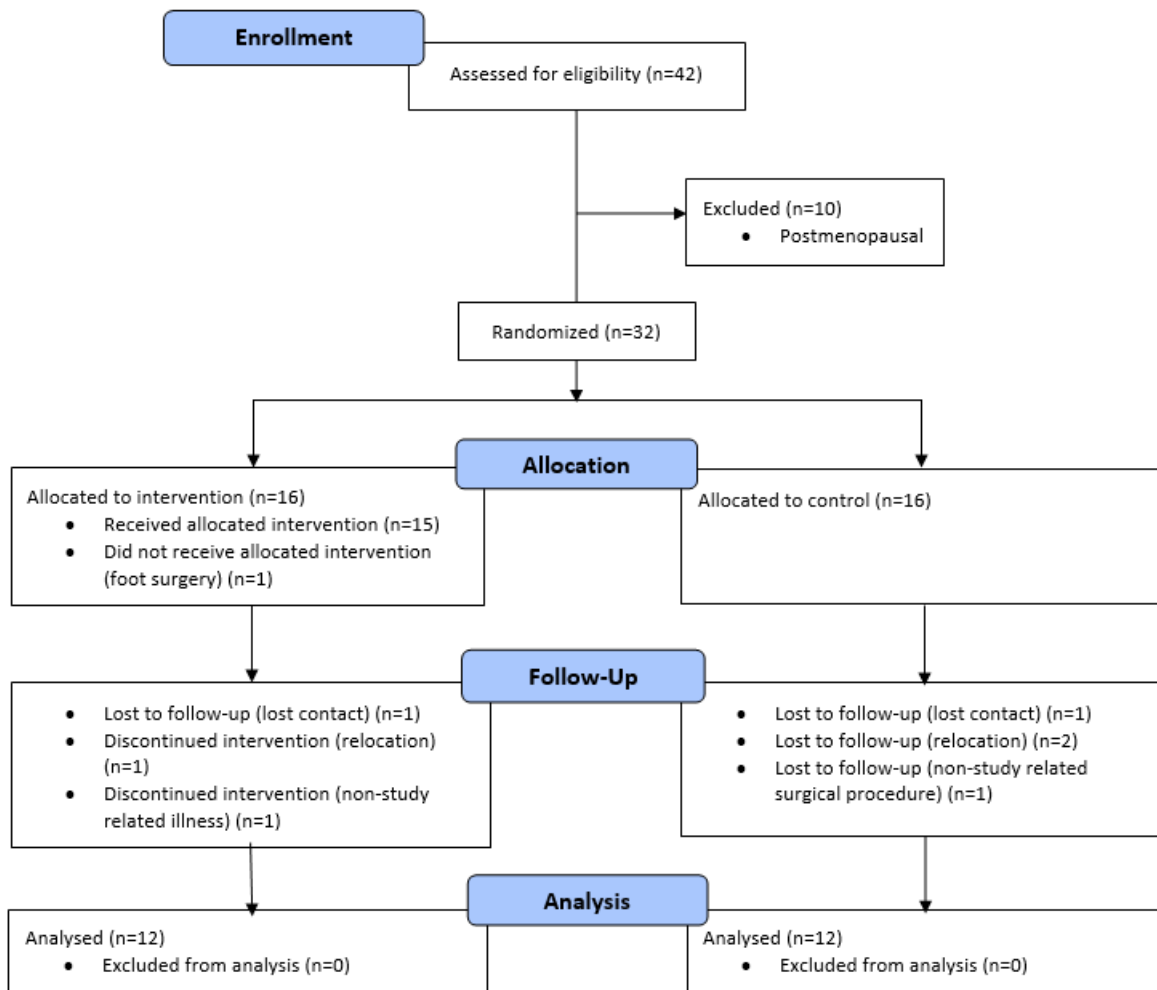 Enrollment
Assessed for eligibility (n=42)
Excluded (n=10)
• Postmenopausal
Randomized (n=32)
Allocation
Allocated to intervention (n=16)
• Received allocated intervention (n=15)
• Did not receive allocated intervention
(foot surgery) (n=1)
Allocated to control (n=16)
Follow-Up
• Lost to follow-up (lost contact) (n=1)
• Discontinued intervention (relocation)
(n=1)
• Discontinued intervention (non-study
related illness) (n=1)
• Lost to follow-up (lost contact) (n=1)
• Lost to follow-up (relocation) (n=2)
• Lost to follow-up (non-study related
surgical procedure) (n=1)
Analysis
Analysed (n=12)
• Excluded from analysis (n=0)
Analysed (n=12)
• Excluded from analysis (n=0)